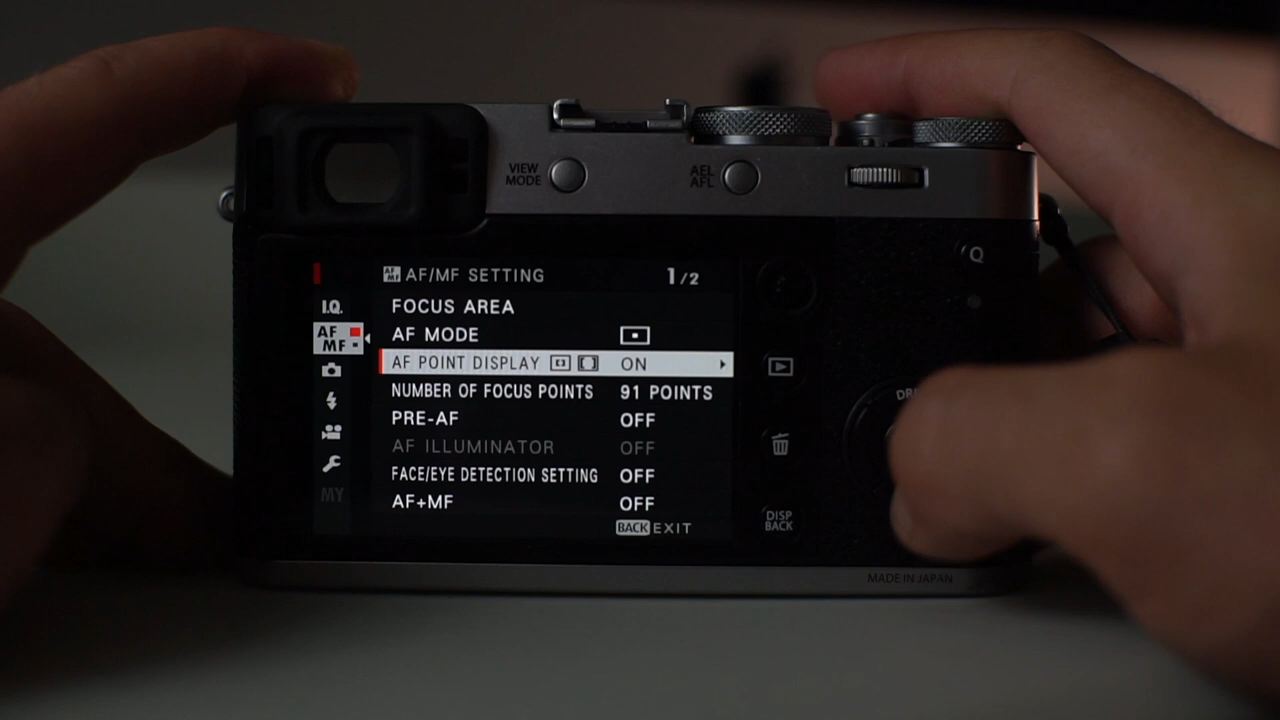 VIEW
MODE
AEL
AFL
Q
AF
MF AF/MF SETTING 1/2
I.Q. FOCUS AREA
AF
MF AF MODE
AF POINT DISPLAY ON
NUMBER OF FOCUS POINTS 91 POINTS
PRE-AF OFF
AF ILLUMINATOR OFF
FACE/EYE DETECTION SETTING OFF
MY AF+MF OFF
BACK EXIT
DISP
BACK
MADE IN JAPAN